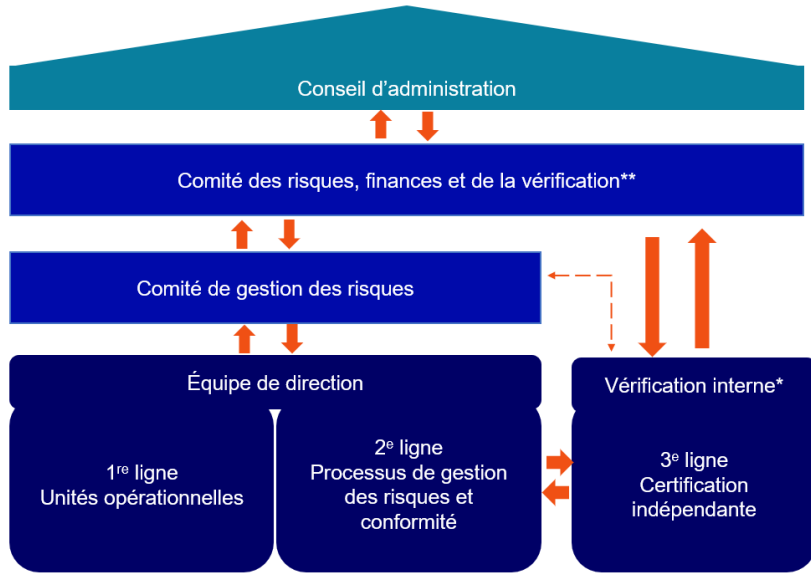 Conseil d’administration
Comité des risques, finances et de la vérification**
Comité de gestion des risques
Équipe de direction
Vérification interne*
1re ligne
Unités opérationnelles
2e ligne
Processus de gestion
des risques et
conformité
3e ligne
Certification
indépendante